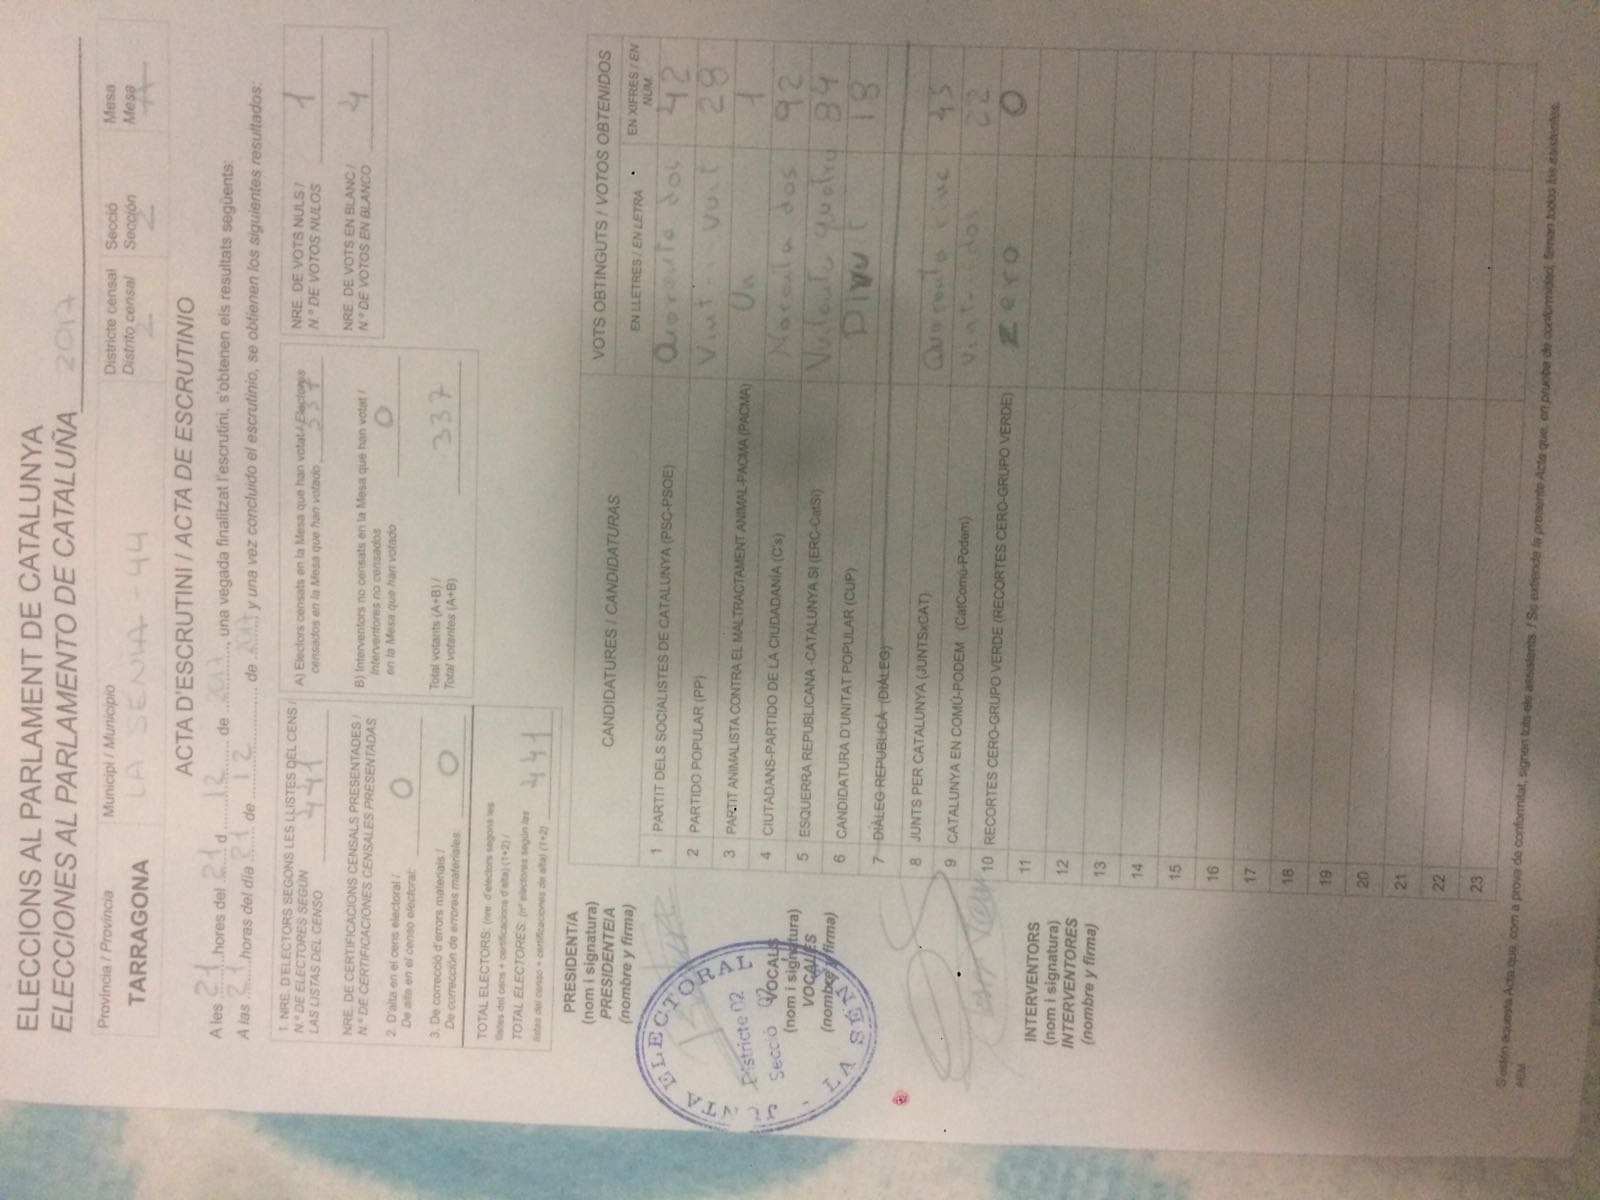 ELECCIONS AL PARLAMENT DE CATALUNYA
ELECCIONES AL PARLAMENTO DE CATALUÑA 2017
Província / Provincia
TARRAGONA
Municipi / Municipio
LA SENIA - 44
Districte censal
Distrito censal
2
Secció
Sección
2
Mesa
Mesa
A
ACTA D'ESCRUTINI / ACTA DE ESCRUTINIO
A les 21 hores del 21 d 12 de 2017, una vegada finalitzat l'escrutini, s'obtenen els resultats següents:
A las 21 horas del día 21 de 12 de 2017 y una vez concluido el escrutinio, se obtienen los siguientes resultados:
1. NRE. D'ELECTORS SEGONS LES LLISTES DEL CENS /
N.º DE ELECTORES SEGÚN
LAS LISTAS DEL CENSO 441
NRE. DE CERTIFICACIONS CENSALS PRESENTADES /
N.º DE CERTIFICACIONES CENSALES PRESENTADAS
2. D'alta en el cens electoral /
De alta en el censo electoral: 0
3. De correcció d'errors materials /
De corrección de errores materiales: 0
TOTAL ELECTORS: (nre. d'electors segons les
llistes del cens + certificacions d'alta) (1+2) /
TOTAL ELECTORES: (nº electores según las
listas del censo + certificaciones de alta) (1+2) 441
A) Electors censats en la Mesa que han votat / Electores
censados en la Mesa que han votado 337
B) Interventors no censats en la Mesa que han votat /
Interventores no censados
en la Mesa que han votado 0
Total votants (A+B) /
Total votantes (A+B) 337
NRE. DE VOTS NULS /
N.º DE VOTOS NULOS 1
NRE. DE VOTS EN BLANC /
N.º DE VOTOS EN BLANCO 4
PRESIDENT/A
(nom i signatura)
PRESIDENTE/A
(nombre y firma)
JUNTA ELECTORAL
Districte 02
Secció 02
- LA SÉNIA -
VOCALS
(nom i signatura)
VOCALES
(nombre y firma)
INTERVENTORS
(nom i signatura)
INTERVENTORES
(nombre y firma)
CANDIDATURES / CANDIDATURAS
VOTS OBTINGUTS / VOTOS OBTENIDOS
EN LLETRES / EN LETRA
EN XIFRES / EN
NÚM.
1 PARTIT DELS SOCIALISTES DE CATALUNYA (PSC-PSOE) Quaranta dos 42
2 PARTIDO POPULAR (PP) Vint-i-vuit 28
3 PARTIT ANIMALISTA CONTRA EL MALTRACTAMENT ANIMAL-PACMA (PACMA) Un 1
4 CIUTADANS-PARTIDO DE LA CIUDADANÍA (C's) Noranta dos 92
5 ESQUERRA REPUBLICANA -CATALUNYA SÍ (ERC-CatSí) Vuitanta quatre 84
6 CANDIDATURA D'UNITAT POPULAR (CUP) Divuit 18
7 DIÀLEG REPUBLICÀ (DIÀLEG)
8 JUNTS PER CATALUNYA (JUNTSxCAT) Quaranta cinc 45
9 CATALUNYA EN COMÚ-PODEM (CatComú-Podem) Vint-i-dos 22
10 RECORTES CERO-GRUPO VERDE (RECORTES CERO-GRUPO VERDE) Zero 0
11
12
13
14
15
16
17
18
19
20
21
22
23
S'estén aquesta Acta que, com a prova de conformitat, signen tots els assistents. / Se extiende la presente Acta que, en prueba de conformidad, firman todos los asistentes.